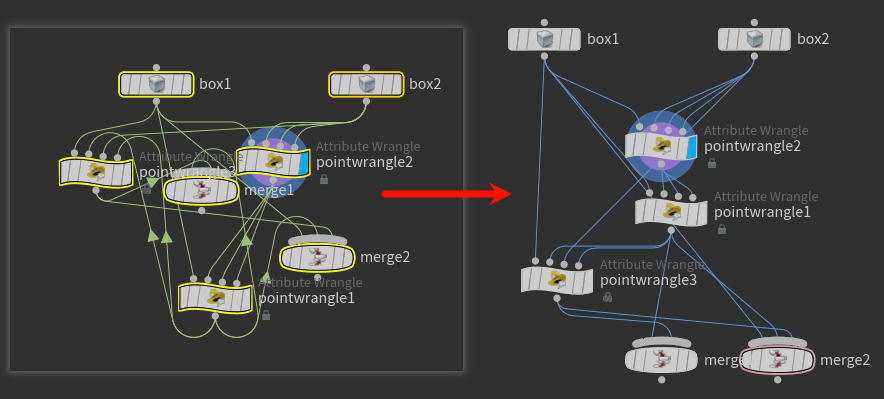 box1
box2
Attribute Wrangle
pointwrangle3
Attribute Wrangle
pointwrangle2
merge1
merge2
Attribute Wrangle
pointwrangle1
box1
box2
Attribute Wrangle
pointwrangle2
Attribute Wrangle
pointwrangle1
Attribute Wrangle
pointwrangle3
merge
merge2